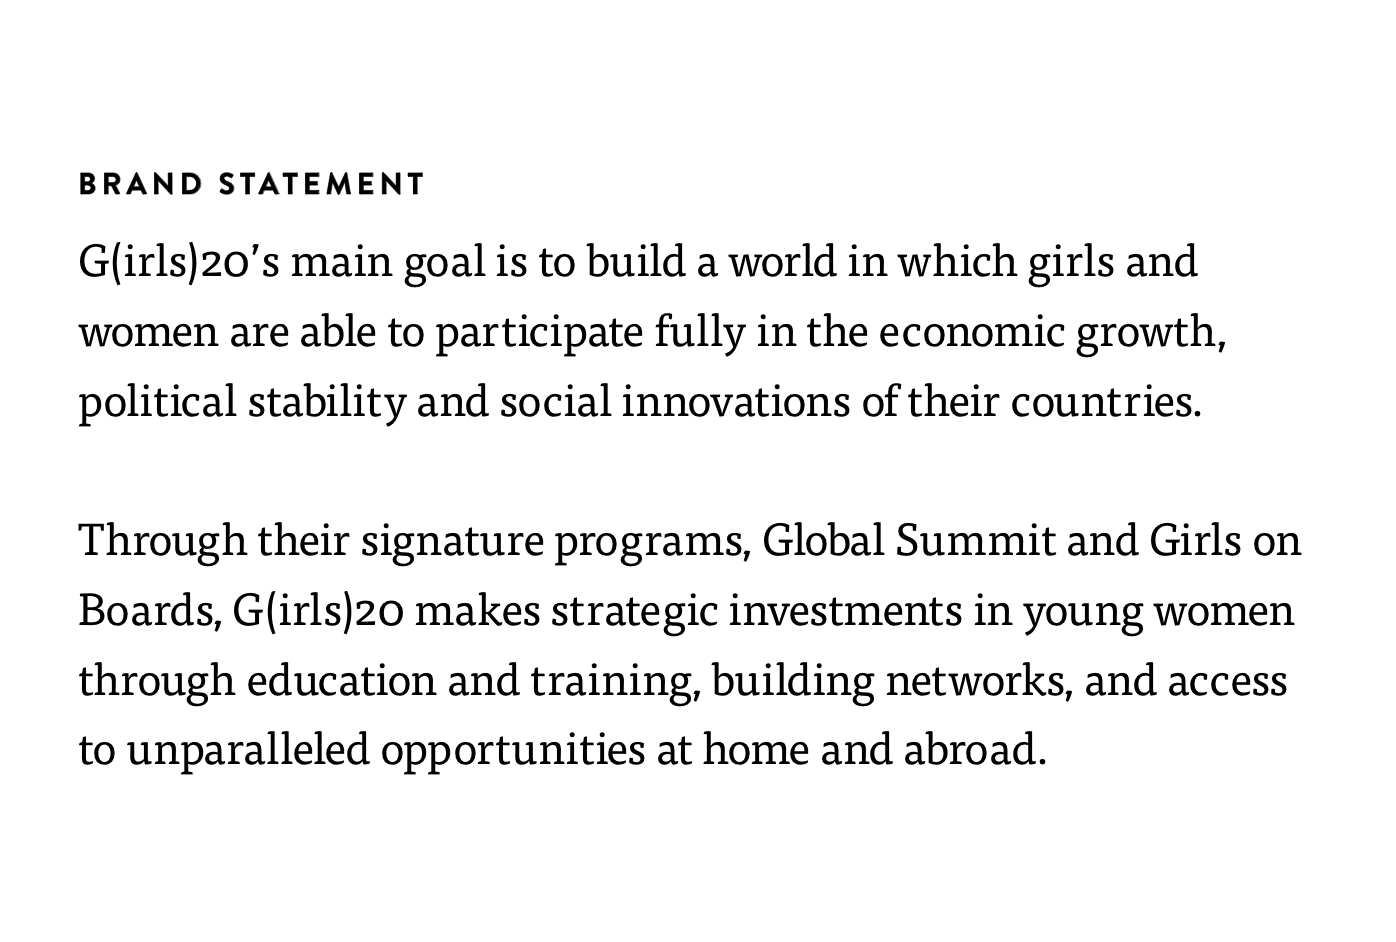 BRAND STATEMENT
G(irls)20’s main goal is to build a world in which girls and
women are able to participate fully in the economic growth,
political stability and social innovations of their countries.
Through their signature programs, Global Summit and Girls on
Boards, G(irls)20 makes strategic investments in young women
through education and training, building networks, and access
to unparalleled opportunities at home and abroad.